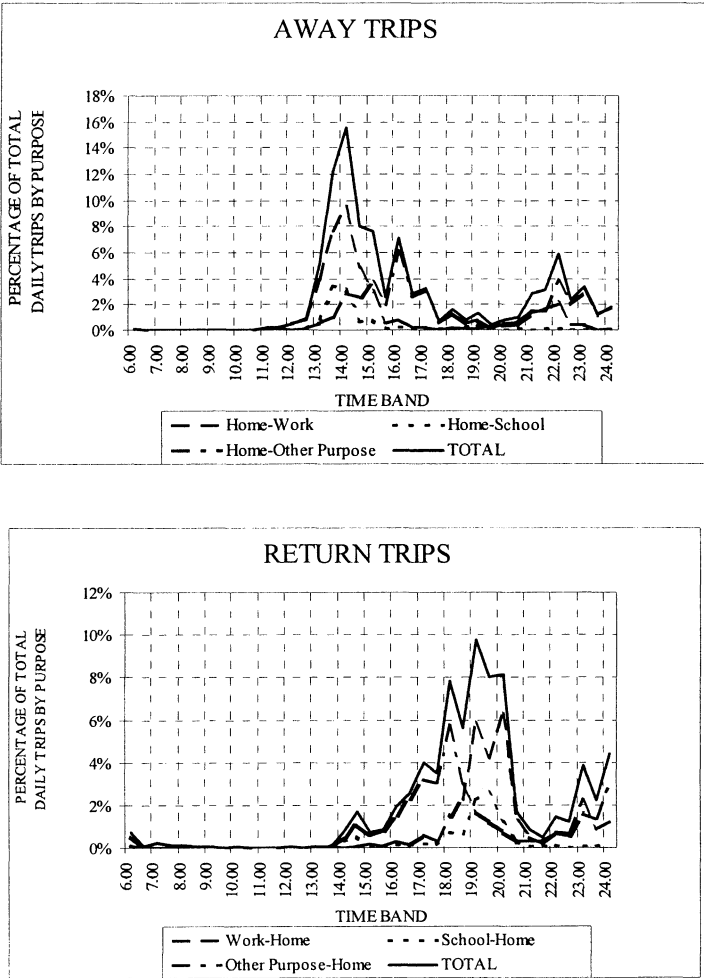 AWAY TRIPS
PERCENTAGE OF TOTAL
DAILY TRIPS BY PURPOSE
18%
16%
14%
12%
10%
8%
6%
4%
2%
0%
6.00 7.00 8.00 9.00 10.00 11.00 12.00 13.00 14.00 15.00 16.00 17.00 18.00 19.00 20.00 21.00 22.00 23.00 24.00
TIME BAND
Home-Work Home-School
Home-Other Purpose TOTAL
RETURN TRIPS
PERCENTAGE OF TOTAL
DAILY TRIPS BY PURPOSE
12%
10%
8%
6%
4%
2%
0%
6.00 7.00 8.00 9.00 10.00 11.00 12.00 13.00 14.00 15.00 16.00 17.00 18.00 19.00 20.00 21.00 22.00 23.00 24.00
TIME BAND
Work-Home School-Home
Other Purpose-Home TOTAL